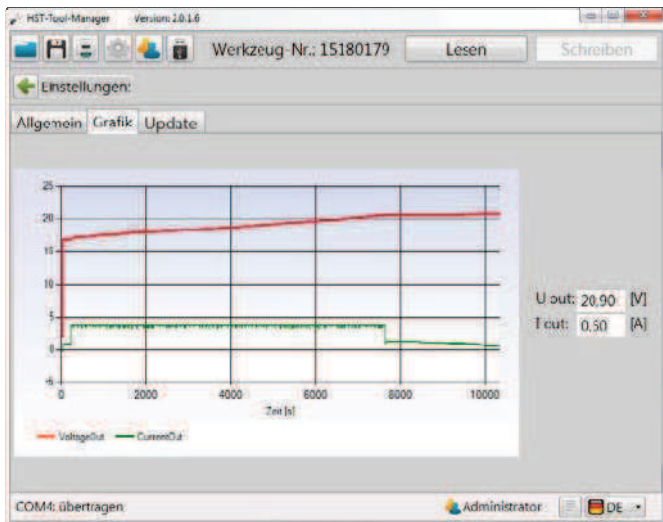 HST-Tool-Manager Version: 2.0.1.6
Werkzeug-Nr.: 15180179 Lesen Schreiben
Einstellungen:
Allgemein Grafik Update
25
20
15
10
5
0
-5
0 2000 4000 6000 8000 10000
Zeit [s]
VoltageOut CurrentOut
U out: 20,90 [V]
I out: 0,60 [A]
COM4: übertragen Administrator DE